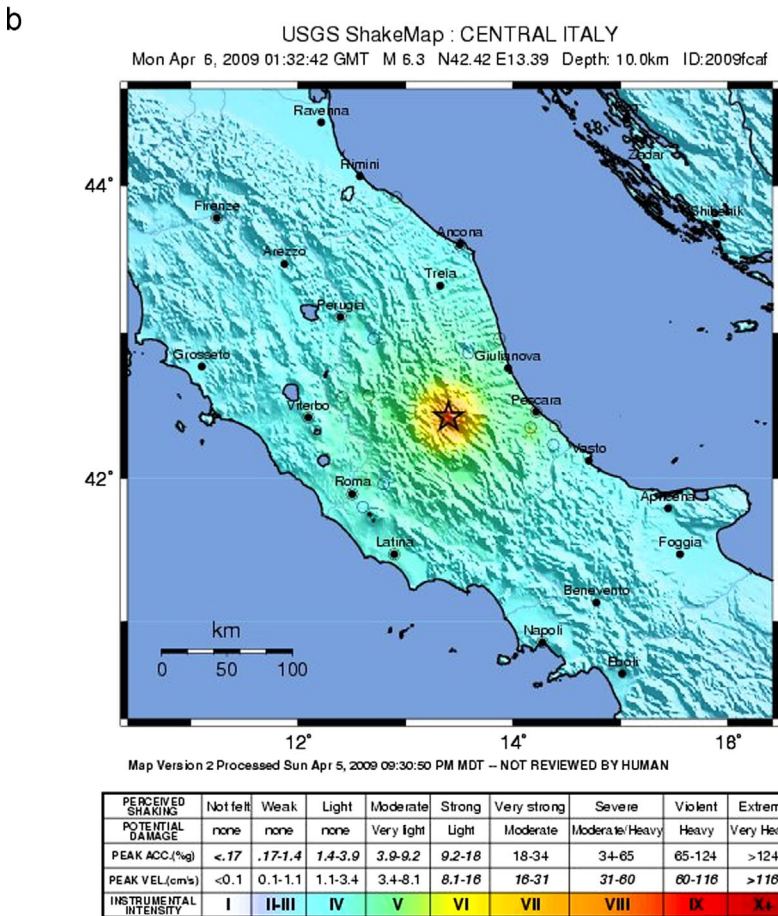 b
USGS ShakeMap : CENTRAL ITALY
Mon Apr 6, 2009 01:32:42 GMT M 6.3 N42.42 E13.39 Depth: 10.0km ID:2009fcaf
Ravenna
Rimini
Zadar
44°
Firenze
Shibenik
Ancona
Arezzo
Treia
Perugia
Grosseto
Giulianova
Viterbo
Pescara
Vasto
42°
Roma
Apricena
Latina
Foggia
Benevento
km
Napoli
0 50 100
Eboli
12° 14° 16°
Map Version 2 Processed Sun Apr 5, 2009 09:30:50 PM MDT -- NOT REVIEWED BY HUMAN
PERCEIVED SHAKING Not felt Weak Light Moderate Strong Very strong Severe Violent Extrem
POTENTIAL DAMAGE none none none Very light Light Moderate Moderate/Heavy Heavy Very Hea
PEAK ACC.(%g) <.17 .17-1.4 1.4-3.9 3.9-9.2 9.2-18 18-34 34-65 65-124 >124
PEAK VEL.(cm/s) <0.1 0.1-1.1 1.1-3.4 3.4-8.1 8.1-16 16-31 31-60 60-116 >116
INSTRUMENTAL INTENSITY I II-III IV V VI VII VIII IX X+